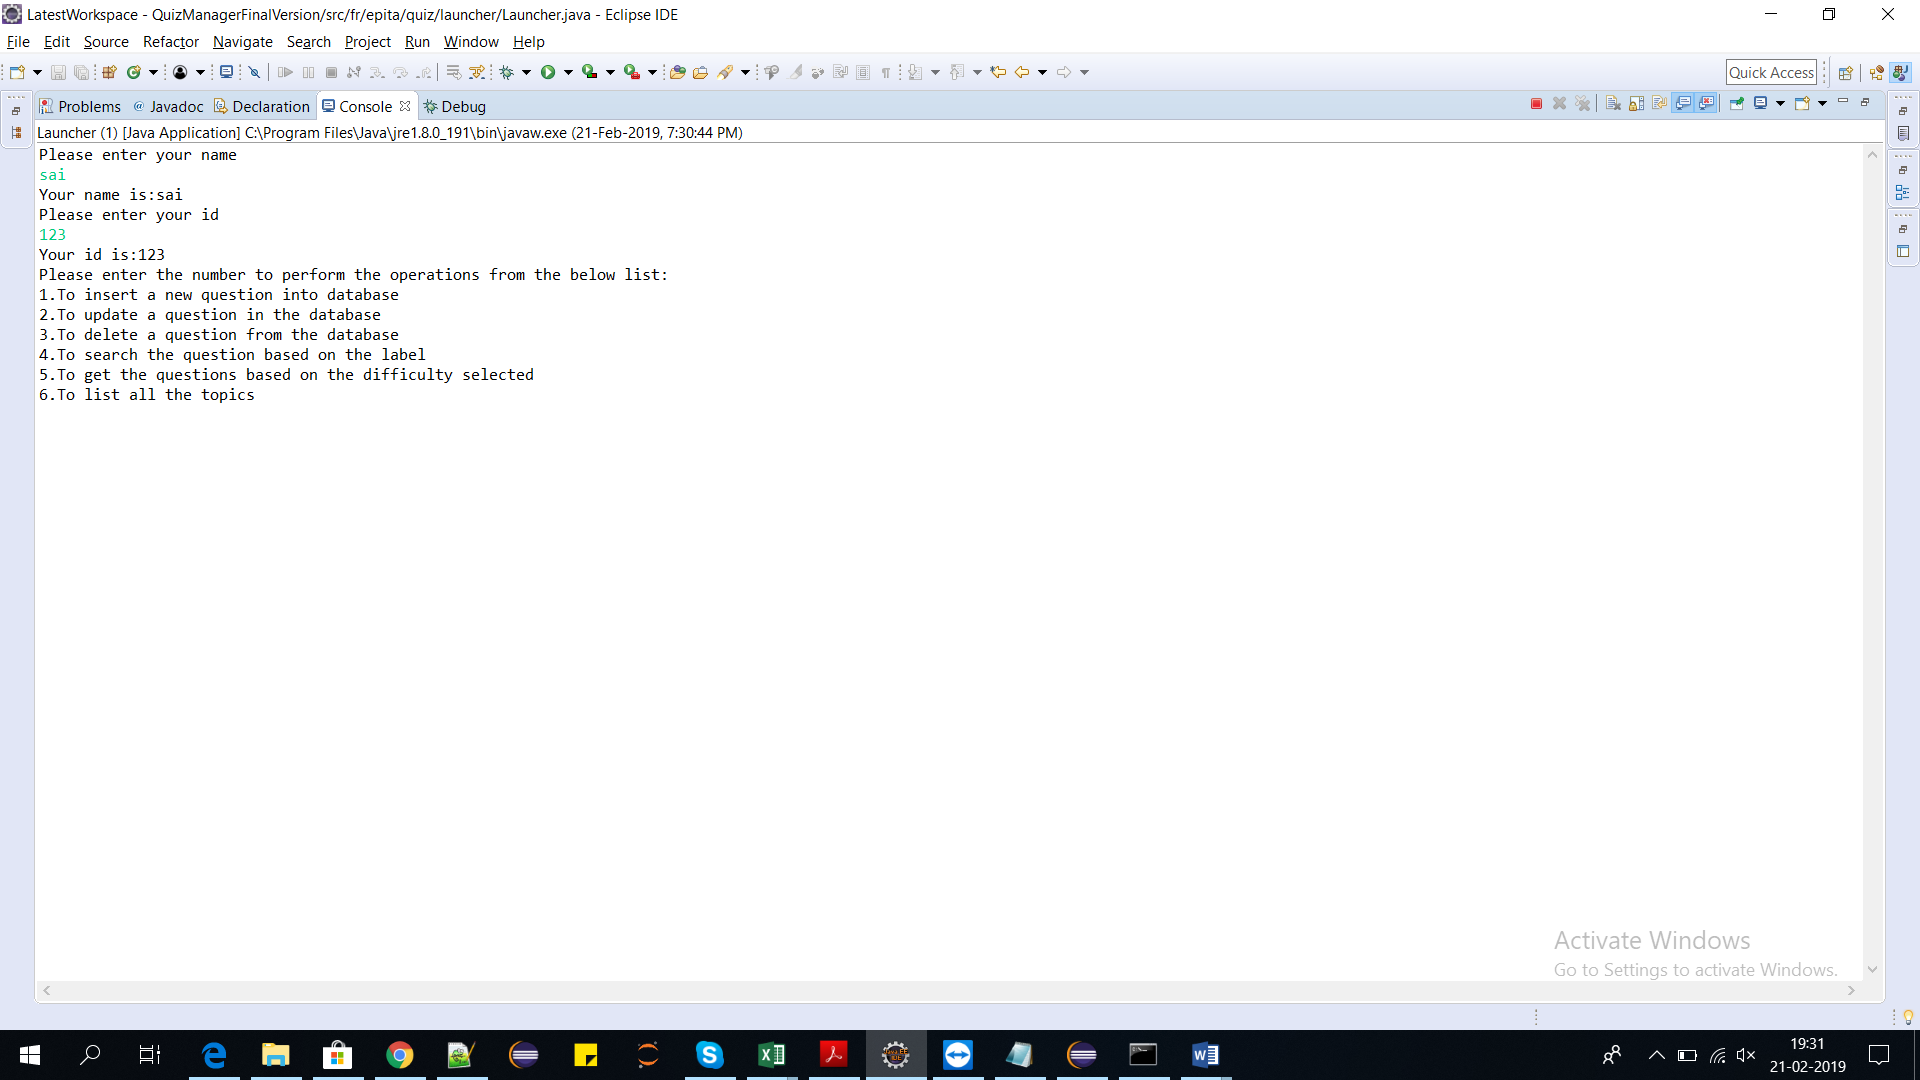 LatestWorkspace - QuizManagerFinalVersion/src/fr/epita/quiz/launcher/Launcher.java - Eclipse IDE
File Edit Source Refactor Navigate Search Project Run Window Help
Quick Access
Problems @ Javadoc Declaration Console Debug
Launcher (1) [Java Application] C:\Program Files\Java\jre1.8.0_191\bin\javaw.exe (21-Feb-2019, 7:30:44 PM)
Please enter your name
sai
Your name is:sai
Please enter your id
123
Your id is:123
Please enter the number to perform the operations from the below list:
1.To insert a new question into database
2.To update a question in the database
3.To delete a question from the database
4.To search the question based on the label
5.To get the questions based on the difficulty selected
6.To list all the topics
Activate Windows
Go to Settings to activate Windows.
19:31
21-02-2019